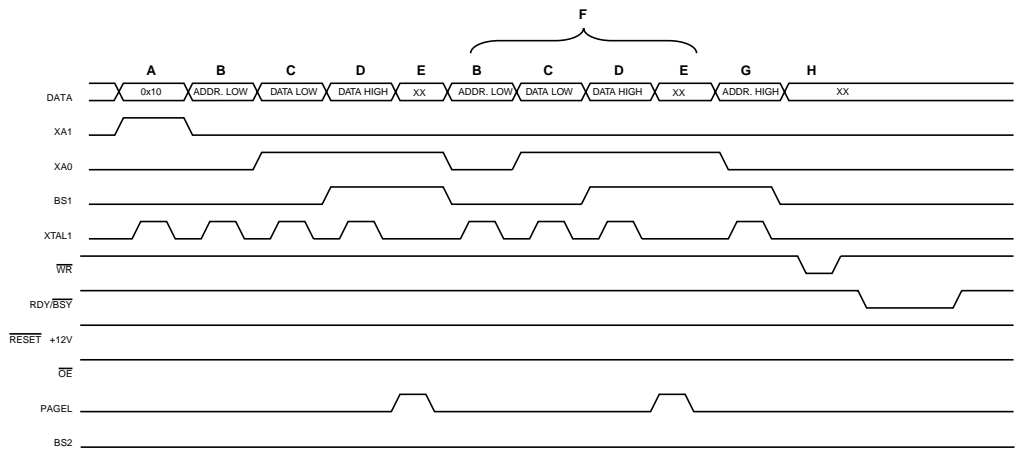 F
A B C D E B C D E G H
DATA 0x10 ADDR. LOW DATA LOW DATA HIGH XX ADDR. LOW DATA LOW DATA HIGH XX ADDR. HIGH XX
XA1
XA0
BS1
XTAL1
WR
RDY/BSY
RESET +12V
OE
PAGEL
BS2